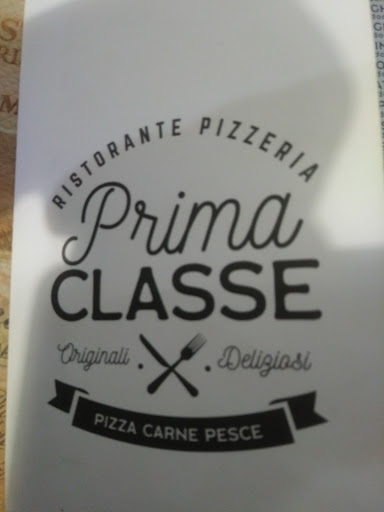 RISTORANTE PIZZERIA
Prima
CLASSE
Originali . . Deliziosi
PIZZA CARNE PESCE